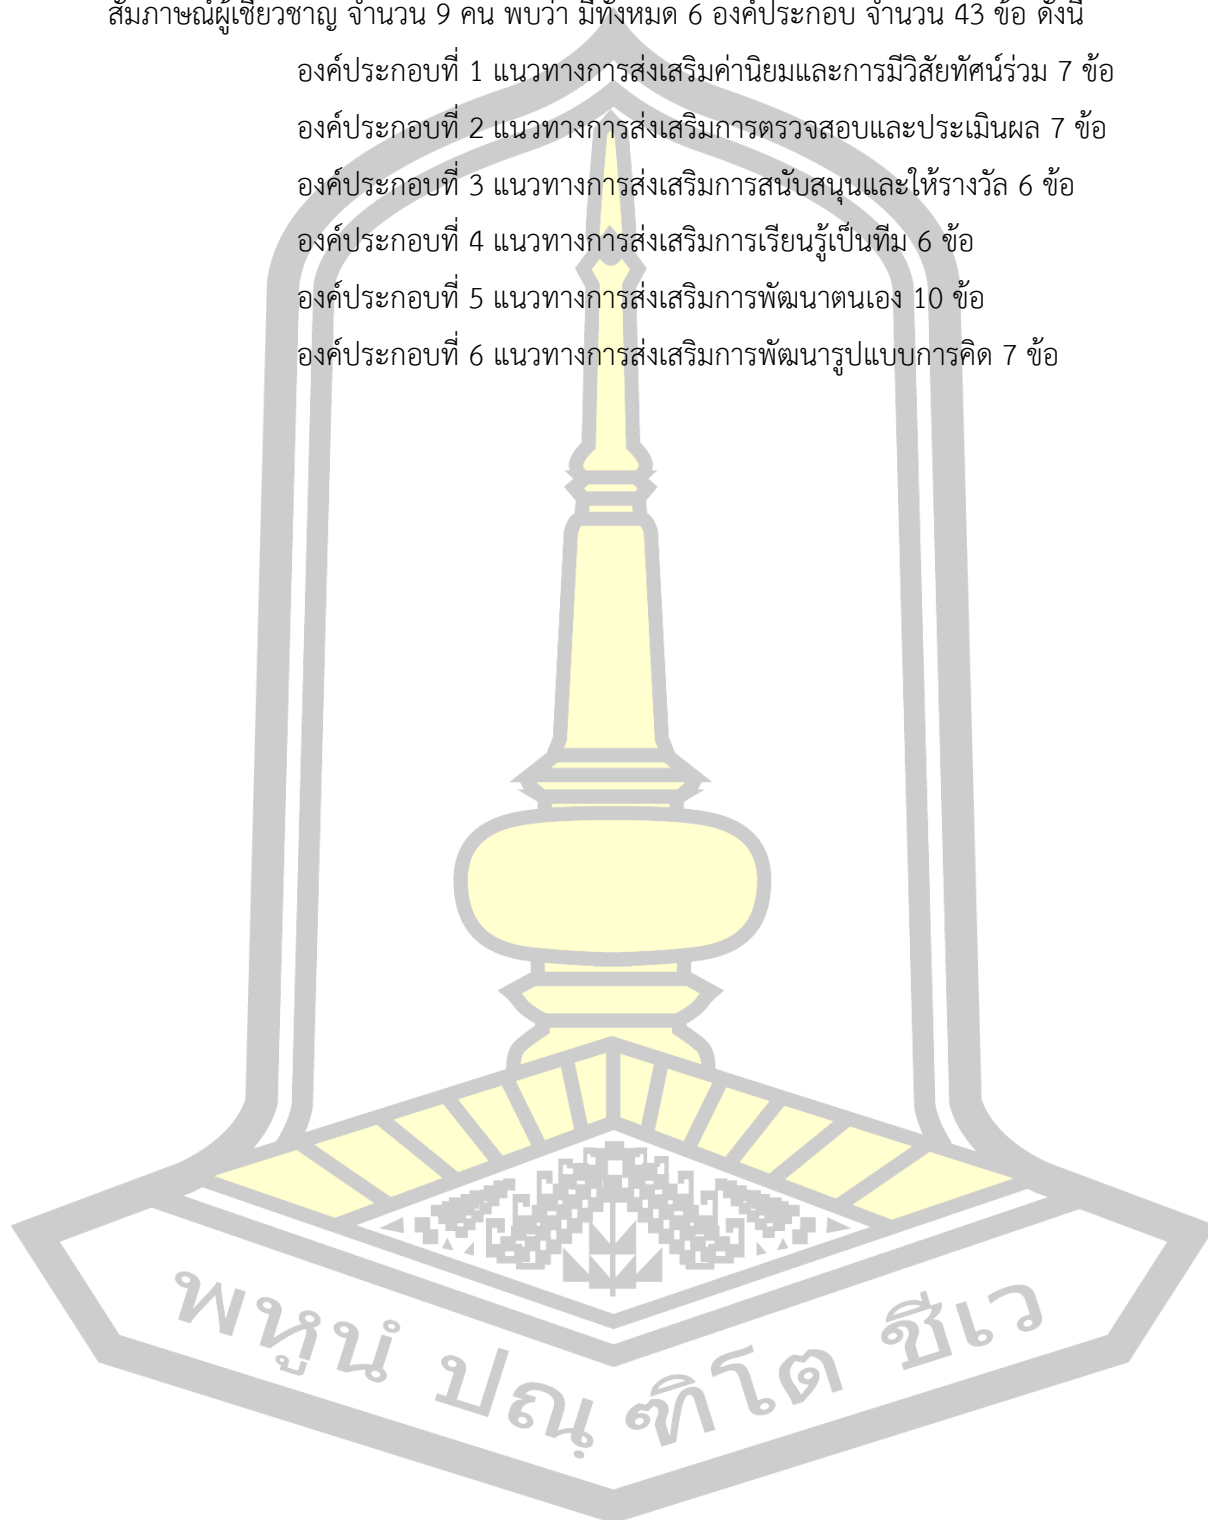 สัมภาษณ์ผู้เชี่ยวชาญ จำนวน 9 คน พบว่า มีทั้งหมด 6 องค์ประกอบ จำนวน 43 ข้อ ดังนี้
องค์ประกอบที่ 1 แนวทางการส่งเสริมค่านิยมและการมีวิสัยทัศน์ร่วม 7 ข้อ
องค์ประกอบที่ 2 แนวทางการส่งเสริมการตรวจสอบและประเมินผล 7 ข้อ
องค์ประกอบที่ 3 แนวทางการส่งเสริมการสนับสนุนและให้รางวัล 6 ข้อ
องค์ประกอบที่ 4 แนวทางการส่งเสริมการเรียนรู้เป็นทีม 6 ข้อ
องค์ประกอบที่ 5 แนวทางการส่งเสริมการพัฒนาตนเอง 10 ข้อ
องค์ประกอบที่ 6 แนวทางการส่งเสริมการพัฒนารูปแบบการคิด 7 ข้อ
พหูนํ ปณฺฑิโต ชีเว